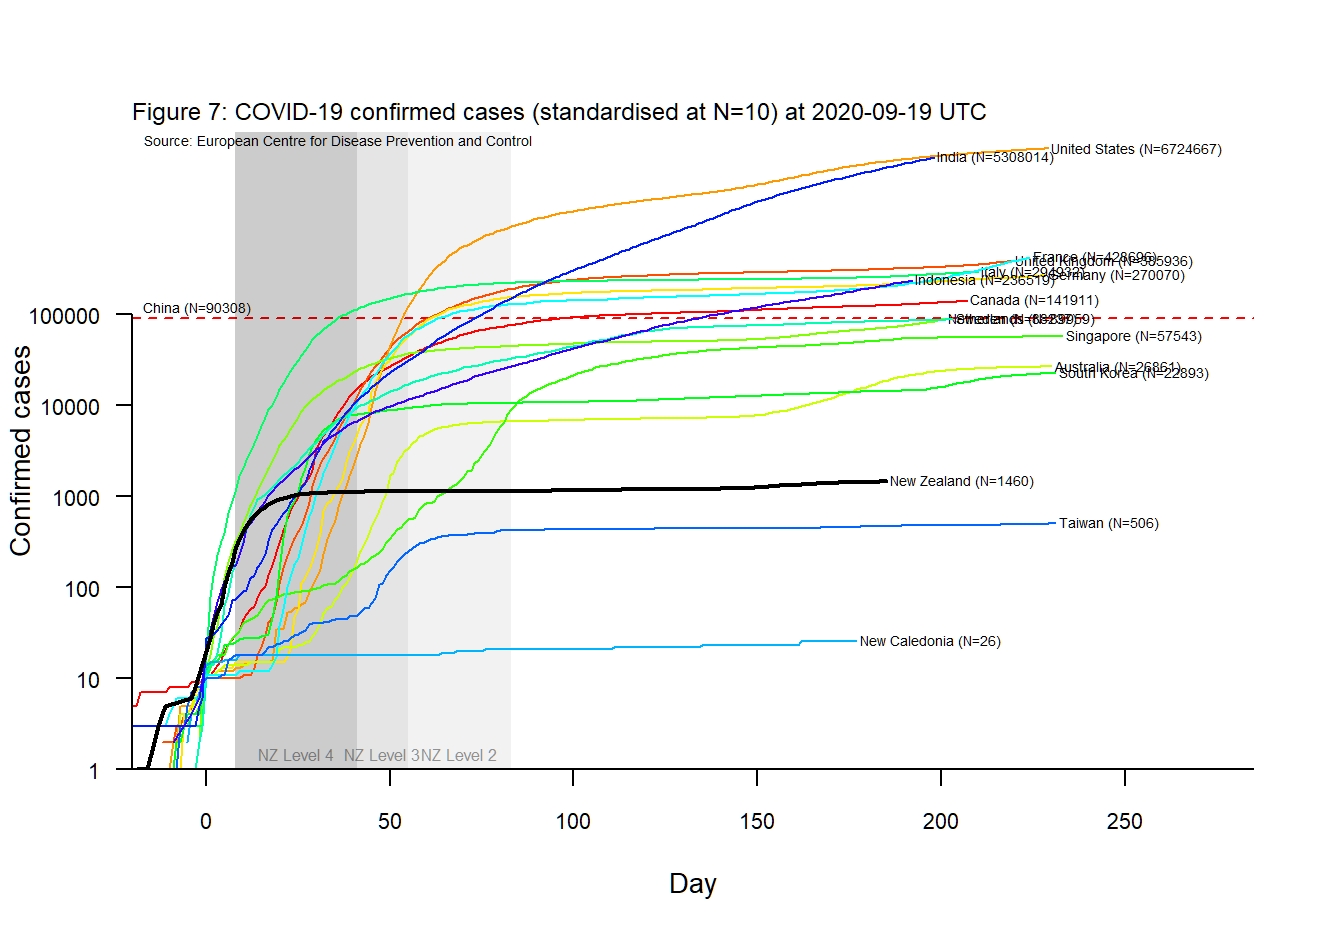 Figure 7: COVID-19 confirmed cases (standardised at N=10) at 2020-09-19 UTC
Source: European Centre for Disease Prevention and Control
United States (N=6724667)
India (N=5308014)
France (N=428696)
United Kingdom (N=385936)
Italy (N=294932)
Germany (N=270070)
Indonesia (N=236519)
Canada (N=141911)
China (N=90308)
Sweden
Singapore (N=57543)
Australia (N=26861)
South Korea (N=22893)
New Zealand (N=1460)
Taiwan (N=506)
New Caledonia (N=26)
NZ Level 4
NZ Level 3
NZ Level 2
Confirmed cases
100000
10000
1000
100
10
1
0
50
100
150
200
250
Day